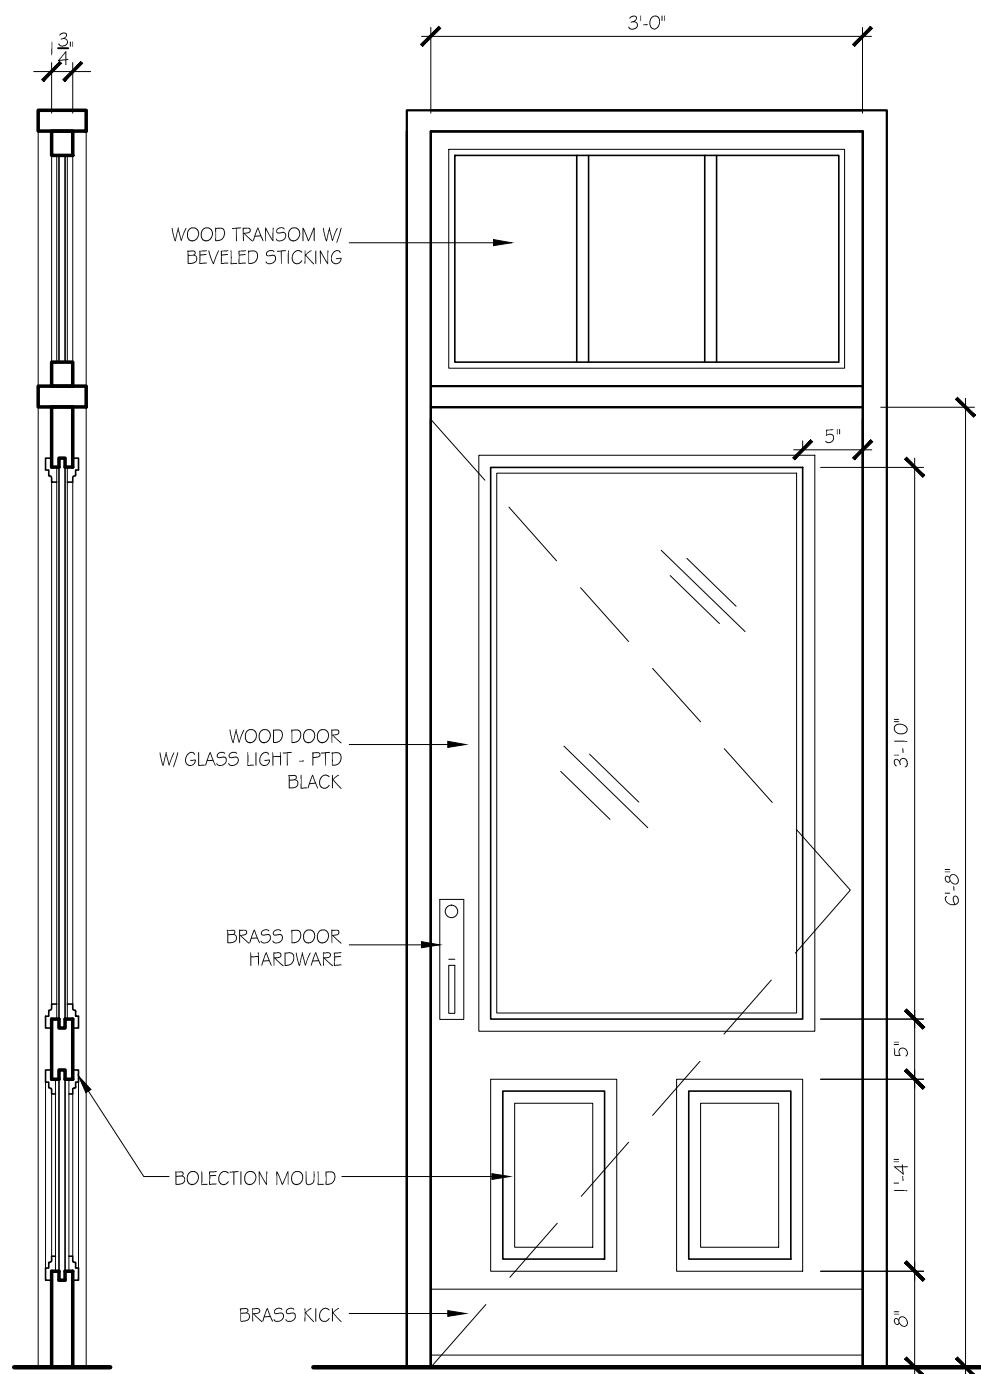 3'-0"
1 3/4"
WOOD TRANSOM W/
BEVELED STICKING
5"
WOOD DOOR
W/ GLASS LIGHT - PTD
BLACK
3'-10"
6'-8"
BRASS DOOR
HARDWARE
5"
BOLECTION MOULD
1'-4"
BRASS KICK
8"